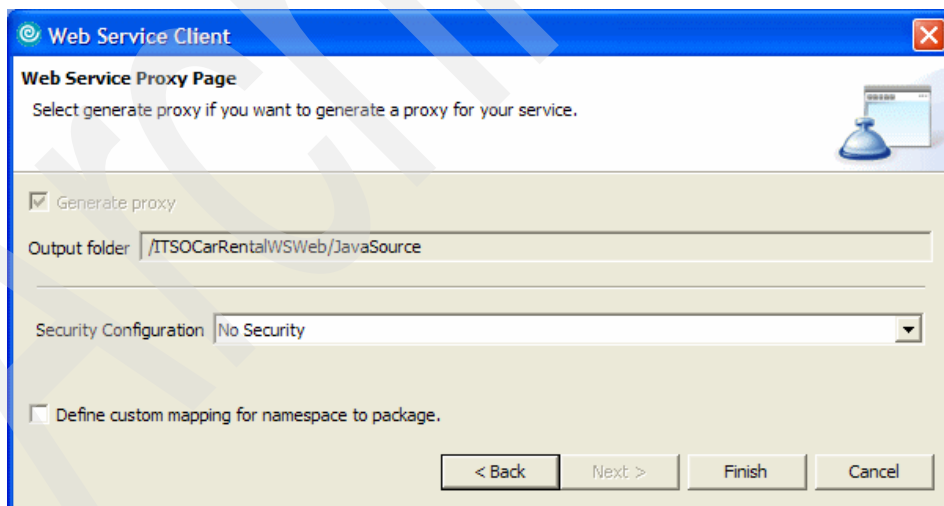 Web Service Client
Web Service Proxy Page
Select generate proxy if you want to generate a proxy for your service.
Generate proxy
Output folder /ITSOCarRentalWSWeb/JavaSource
Security Configuration No Security
Define custom mapping for namespace to package.
< Back Next > Finish Cancel